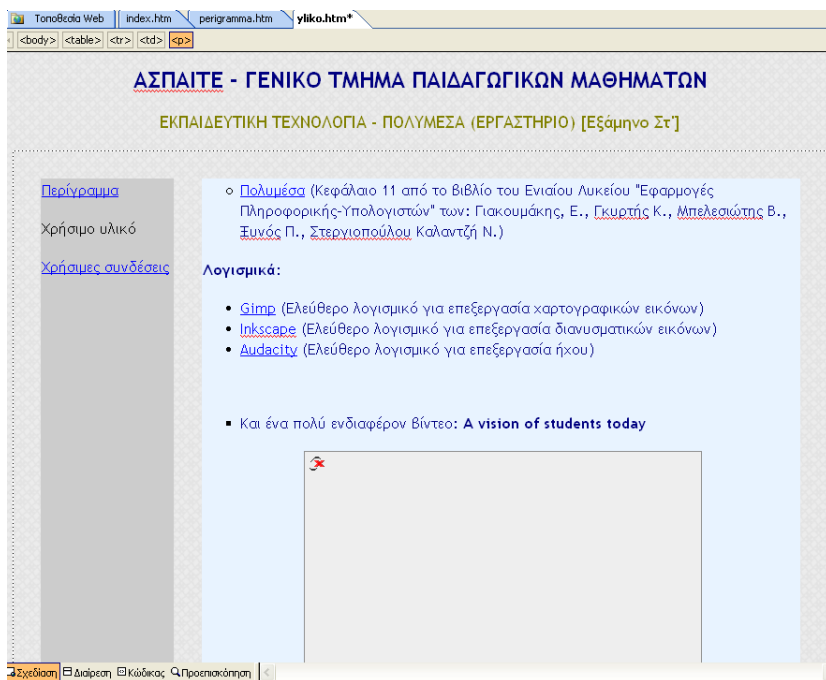 Τοποθεσία Web index.htm perigramma.htm yliko.htm*
<body> <table> <tr> <td> <p>
ΑΣΠΑΙΤΕ - ΓΕΝΙΚΟ ΤΜΗΜΑ ΠΑΙΔΑΓΩΓΙΚΩΝ ΜΑΘΗΜΑΤΩΝ
ΕΚΠΑΙΔΕΥΤΙΚΗ ΤΕΧΝΟΛΟΓΙΑ - ΠΟΛΥΜΕΣΑ (ΕΡΓΑΣΤΗΡΙΟ) [Εξάμηνο Στ']
Περίγραμμα
Χρήσιμο υλικό
Χρήσιμες συνδέσεις
Πολυμέσα (Κεφάλαιο 11 από το βιβλίο του Ενιαίου Λυκείου "Εφαρμογές
Πληροφορικής-Υπολογιστών" των: Γιακουμάκης, Ε., Γκυρτής Κ., Μπελεσιώτης Β.,
Ξυνός Π., Στεργιοπούλου Καλαντζή Ν.)
Λογισμικά:
Gimp (Ελεύθερο λογισμικό για επεξεργασία χαρτογραφικών εικόνων)
Inkscape (Ελεύθερο λογισμικό για επεξεργασία διανυσματικών εικόνων)
Audacity (Ελεύθερο λογισμικό για επεξεργασία ήχου)
Και ένα πολύ ενδιαφέρον βίντεο: A vision of students today
Σχεδίαση Διαίρεση Κώδικας Προεπισκόπηση